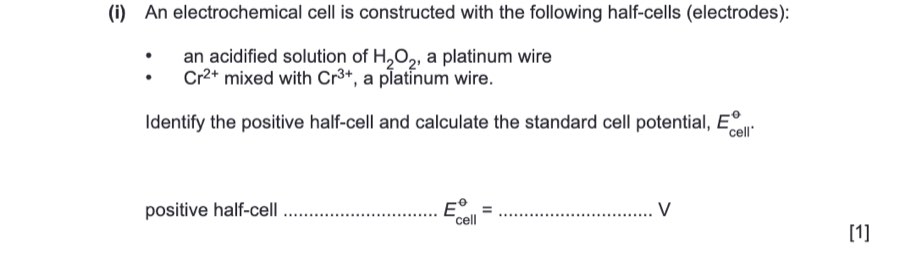 (i) An electrochemical cell is constructed with the following half-cells (electrodes):
• an acidified solution of H₂O₂, a platinum wire
• Cr²⁺ mixed with Cr³⁺, a platinum wire.
Identify the positive half-cell and calculate the standard cell potential, E⦵cell.
positive half-cell .............................. E⦵cell = .............................. V
[1]